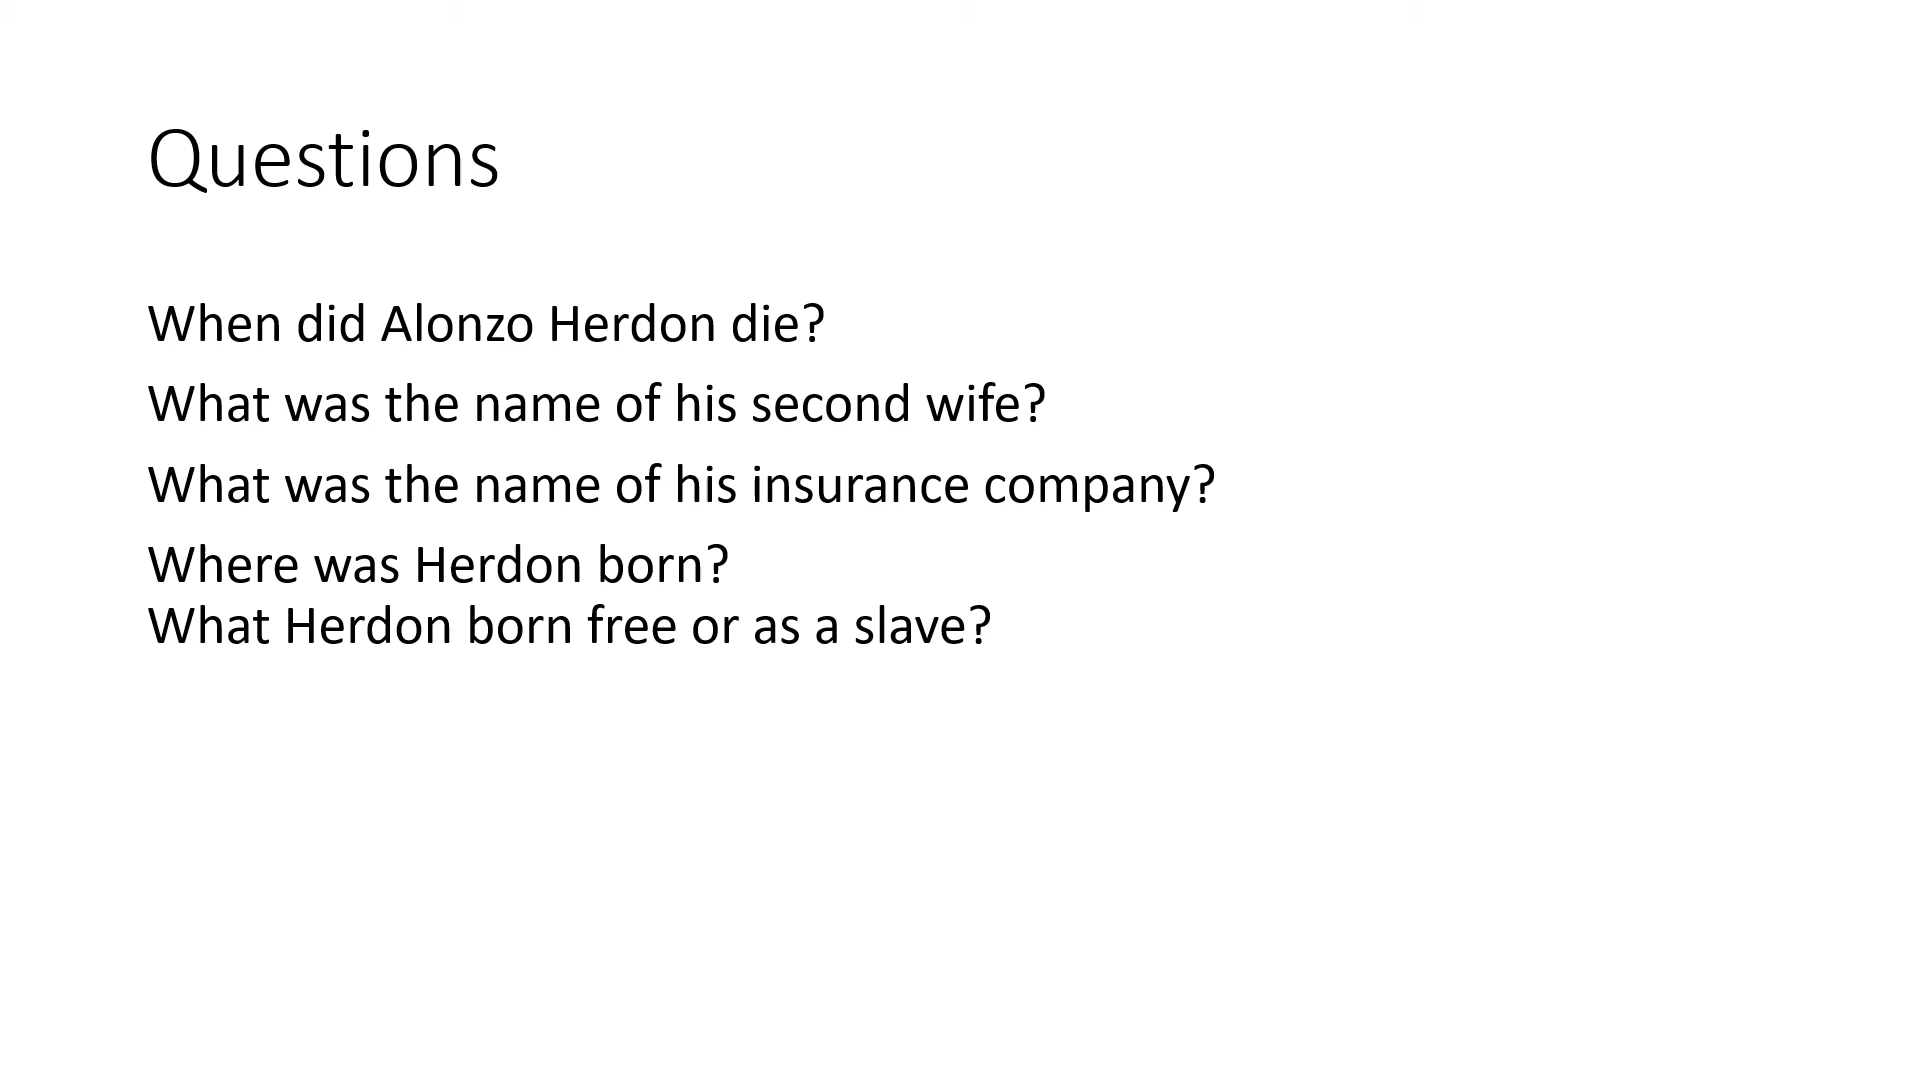 Questions
When did Alonzo Herdon die?
What was the name of his second wife?
What was the name of his insurance company?
Where was Herdon born?
What Herdon born free or as a slave?